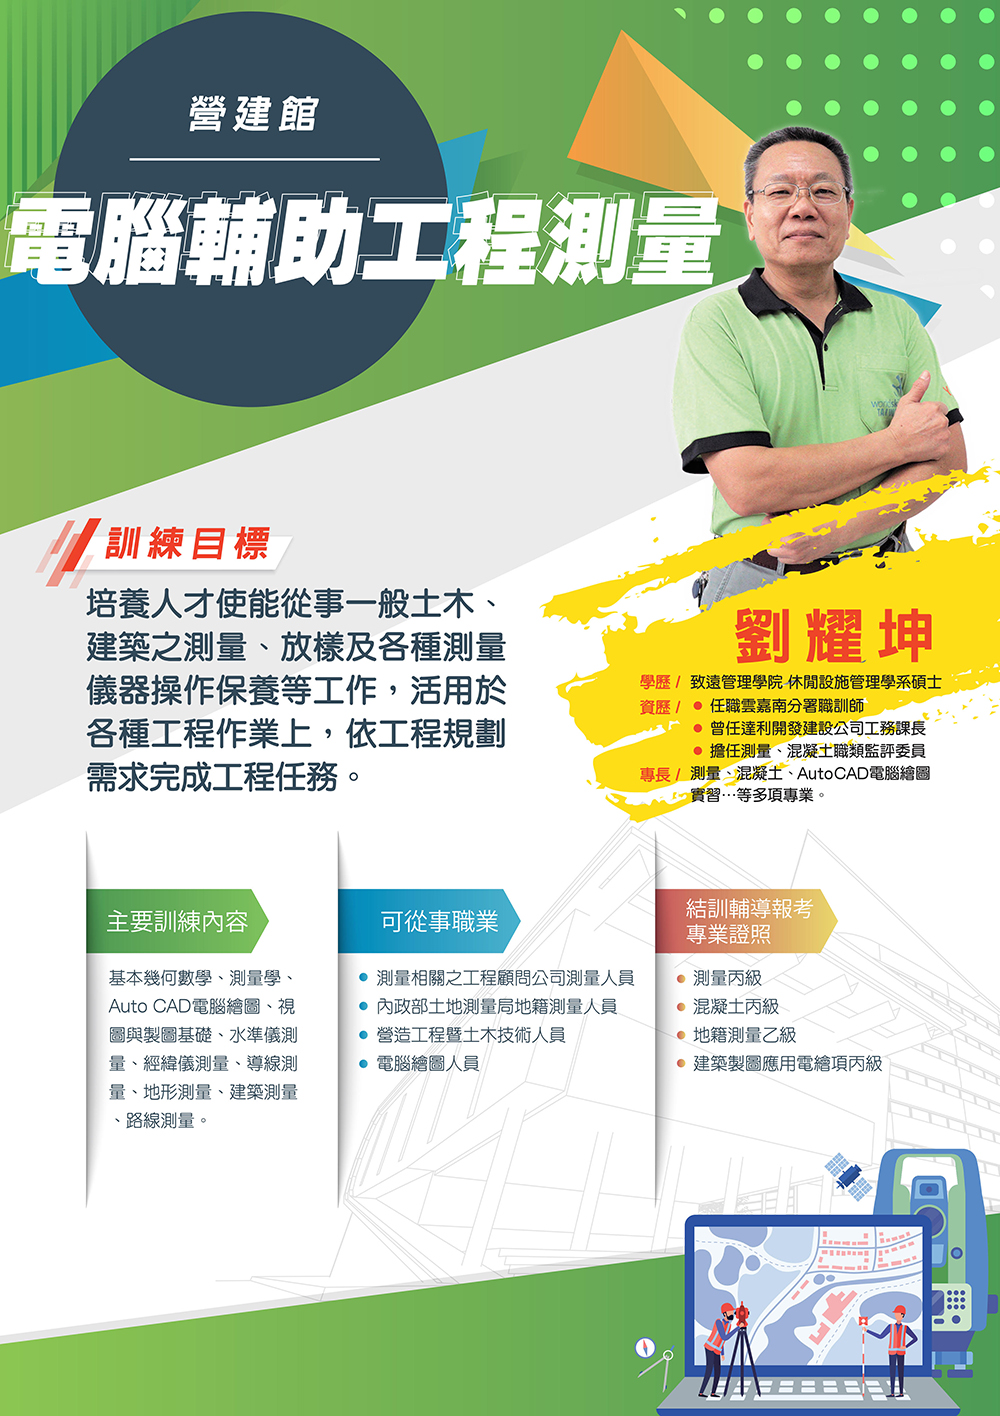 營建館
電腦輔助工程測量
訓練目標
培養人才使能從事一般土木、
建築之測量、放樣及各種測量
儀器操作保養等工作，活用於
各種工程作業上，依工程規劃
需求完成工程任務。
劉耀坤
學歷 / 致遠管理學院-休閒設施管理學系碩士
資歷 / ● 任職雲嘉南分署職訓師
● 曾任達利開發建設公司工務課長
● 擔任測量、混凝土職類監評委員
專長 / 測量、混凝土、AutoCAD電腦繪圖
實習…等多項專業。
主要訓練內容
基本幾何數學、測量學、
Auto CAD電腦繪圖、視
圖與製圖基礎、水準儀測
量、經緯儀測量、導線測
量、地形測量、建築測量
、路線測量。
可從事職業
● 測量相關之工程顧問公司測量人員
● 內政部土地測量局地籍測量人員
● 營造工程暨土木技術人員
● 電腦繪圖人員
結訓輔導報考
專業證照
● 測量丙級
● 混凝土丙級
● 地籍測量乙級
● 建築製圖應用電繪項丙級